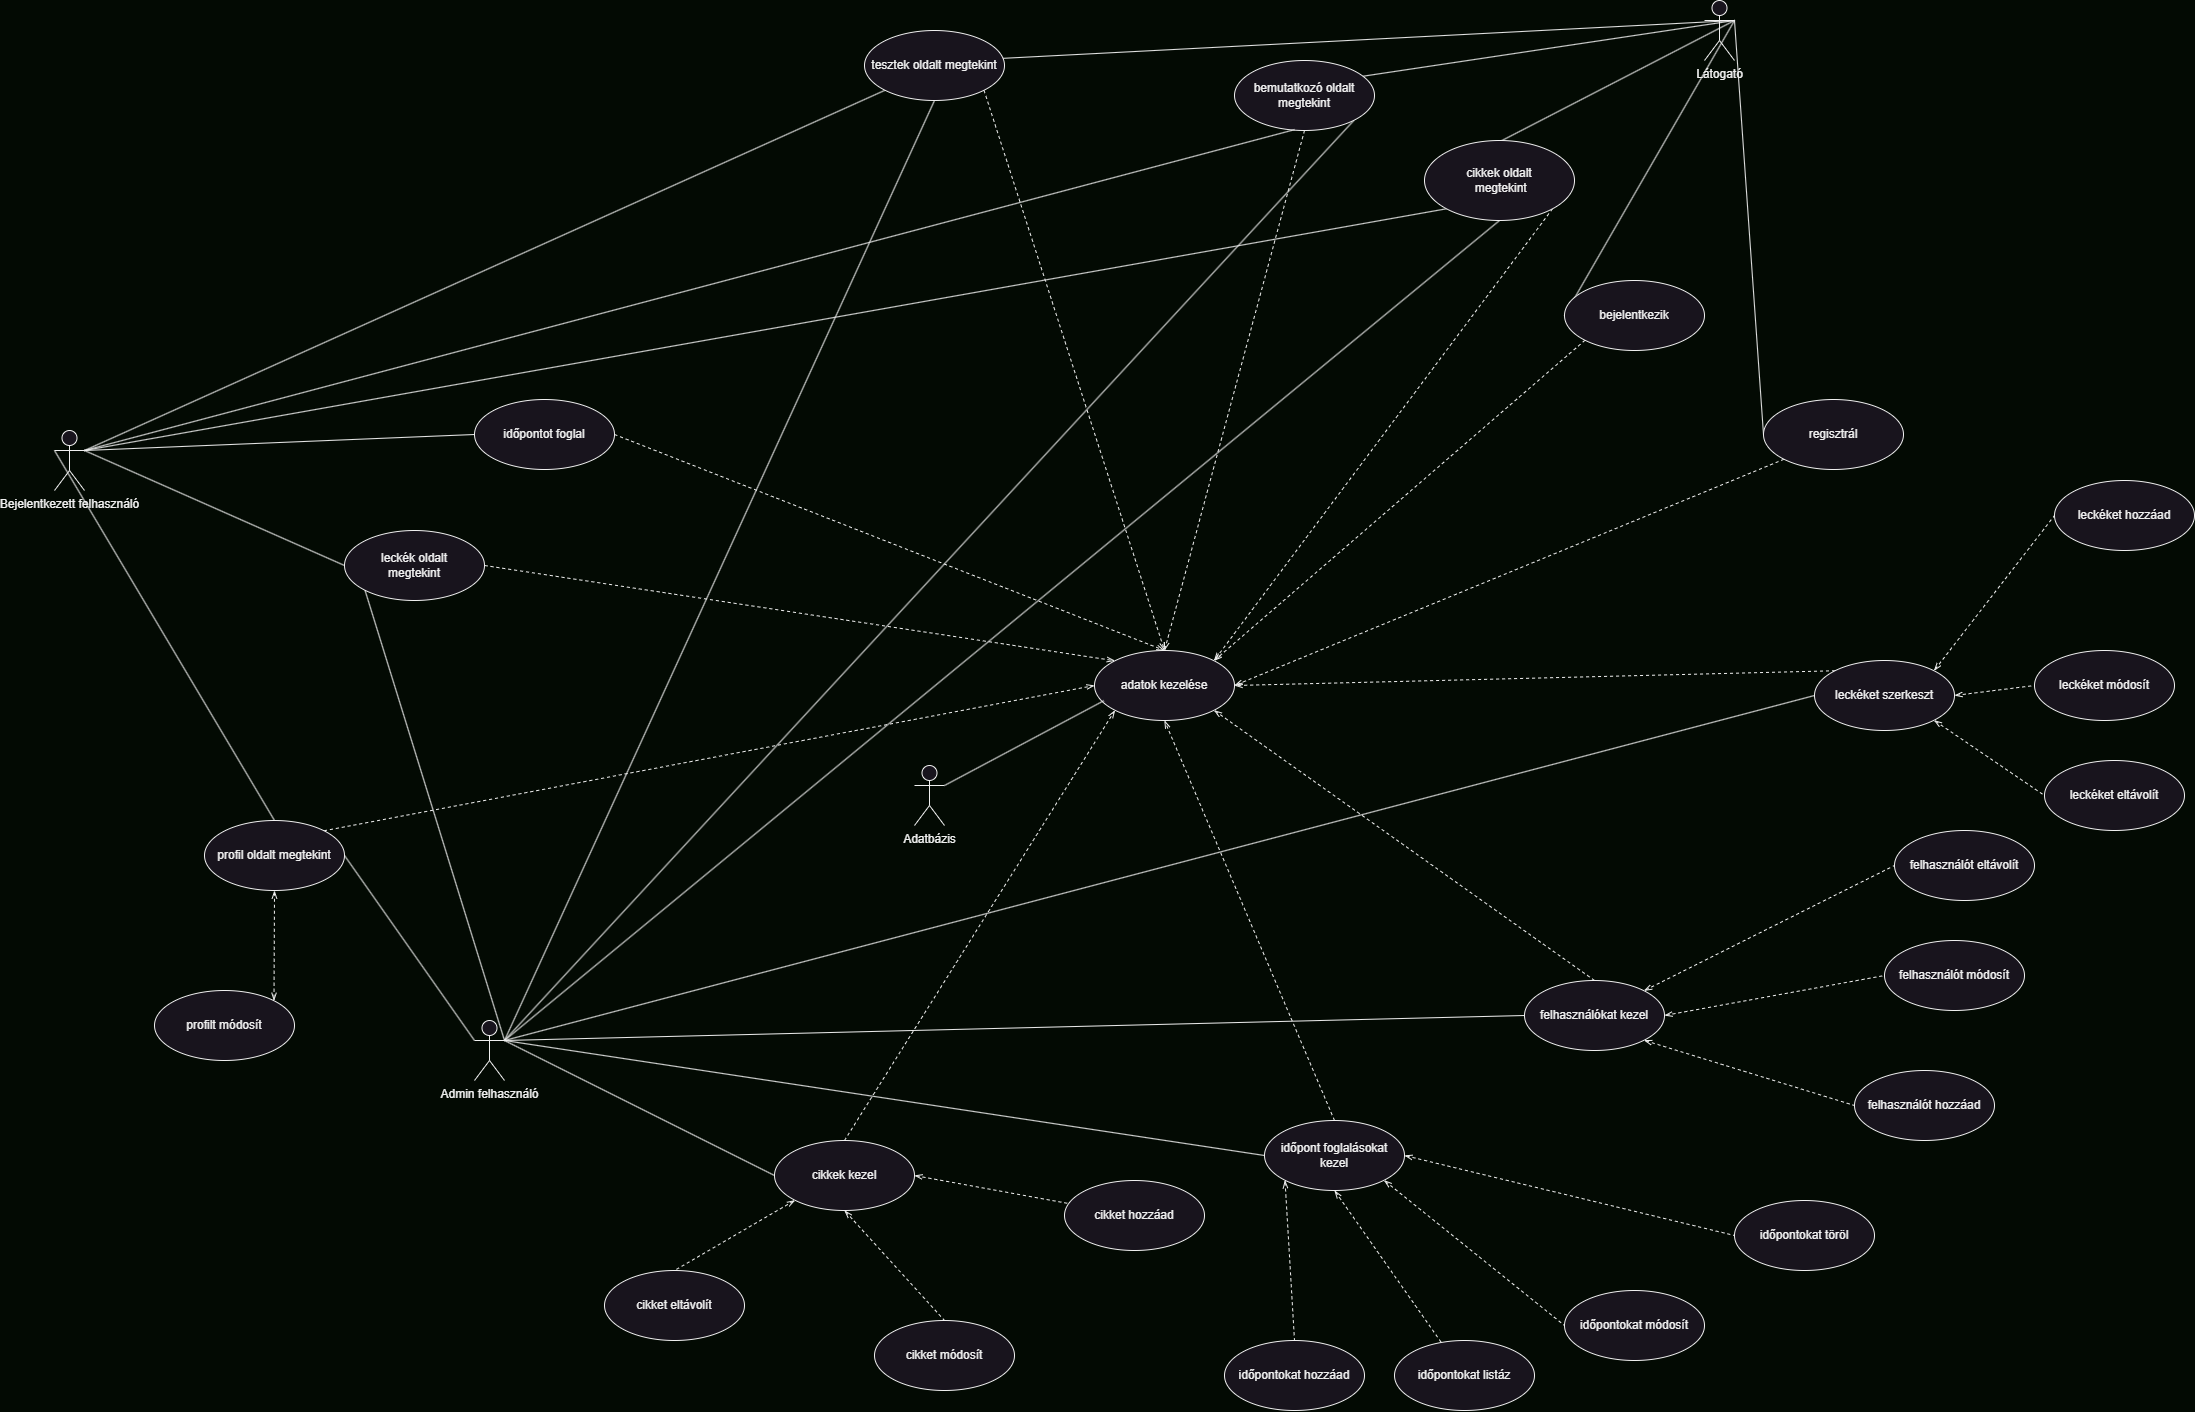 Látogató
tesztek oldalt megtekint
bemutatkozó oldalt
megtekint
cikkek oldalt
megtekint
bejelentkezik
időpontot foglal
regisztrál
Bejelentkezett felhasználó
leckék oldalt
megtekint
leckéket hozzáad
adatok kezelése
leckéket szerkeszt
leckéket módosít
leckéket eltávolít
Adatbázis
profil oldalt megtekint
felhasználót eltávolít
felhasználót módosít
felhasználókat kezel
profilt módosít
Admin felhasználó
felhasználót hozzáad
időpont foglalásokat
kezel
cikkek kezel
cikket hozzáad
időpontokat töröl
cikket eltávolít
időpontokat módosít
cikket módosít
időpontokat hozzáad
időpontokat listáz